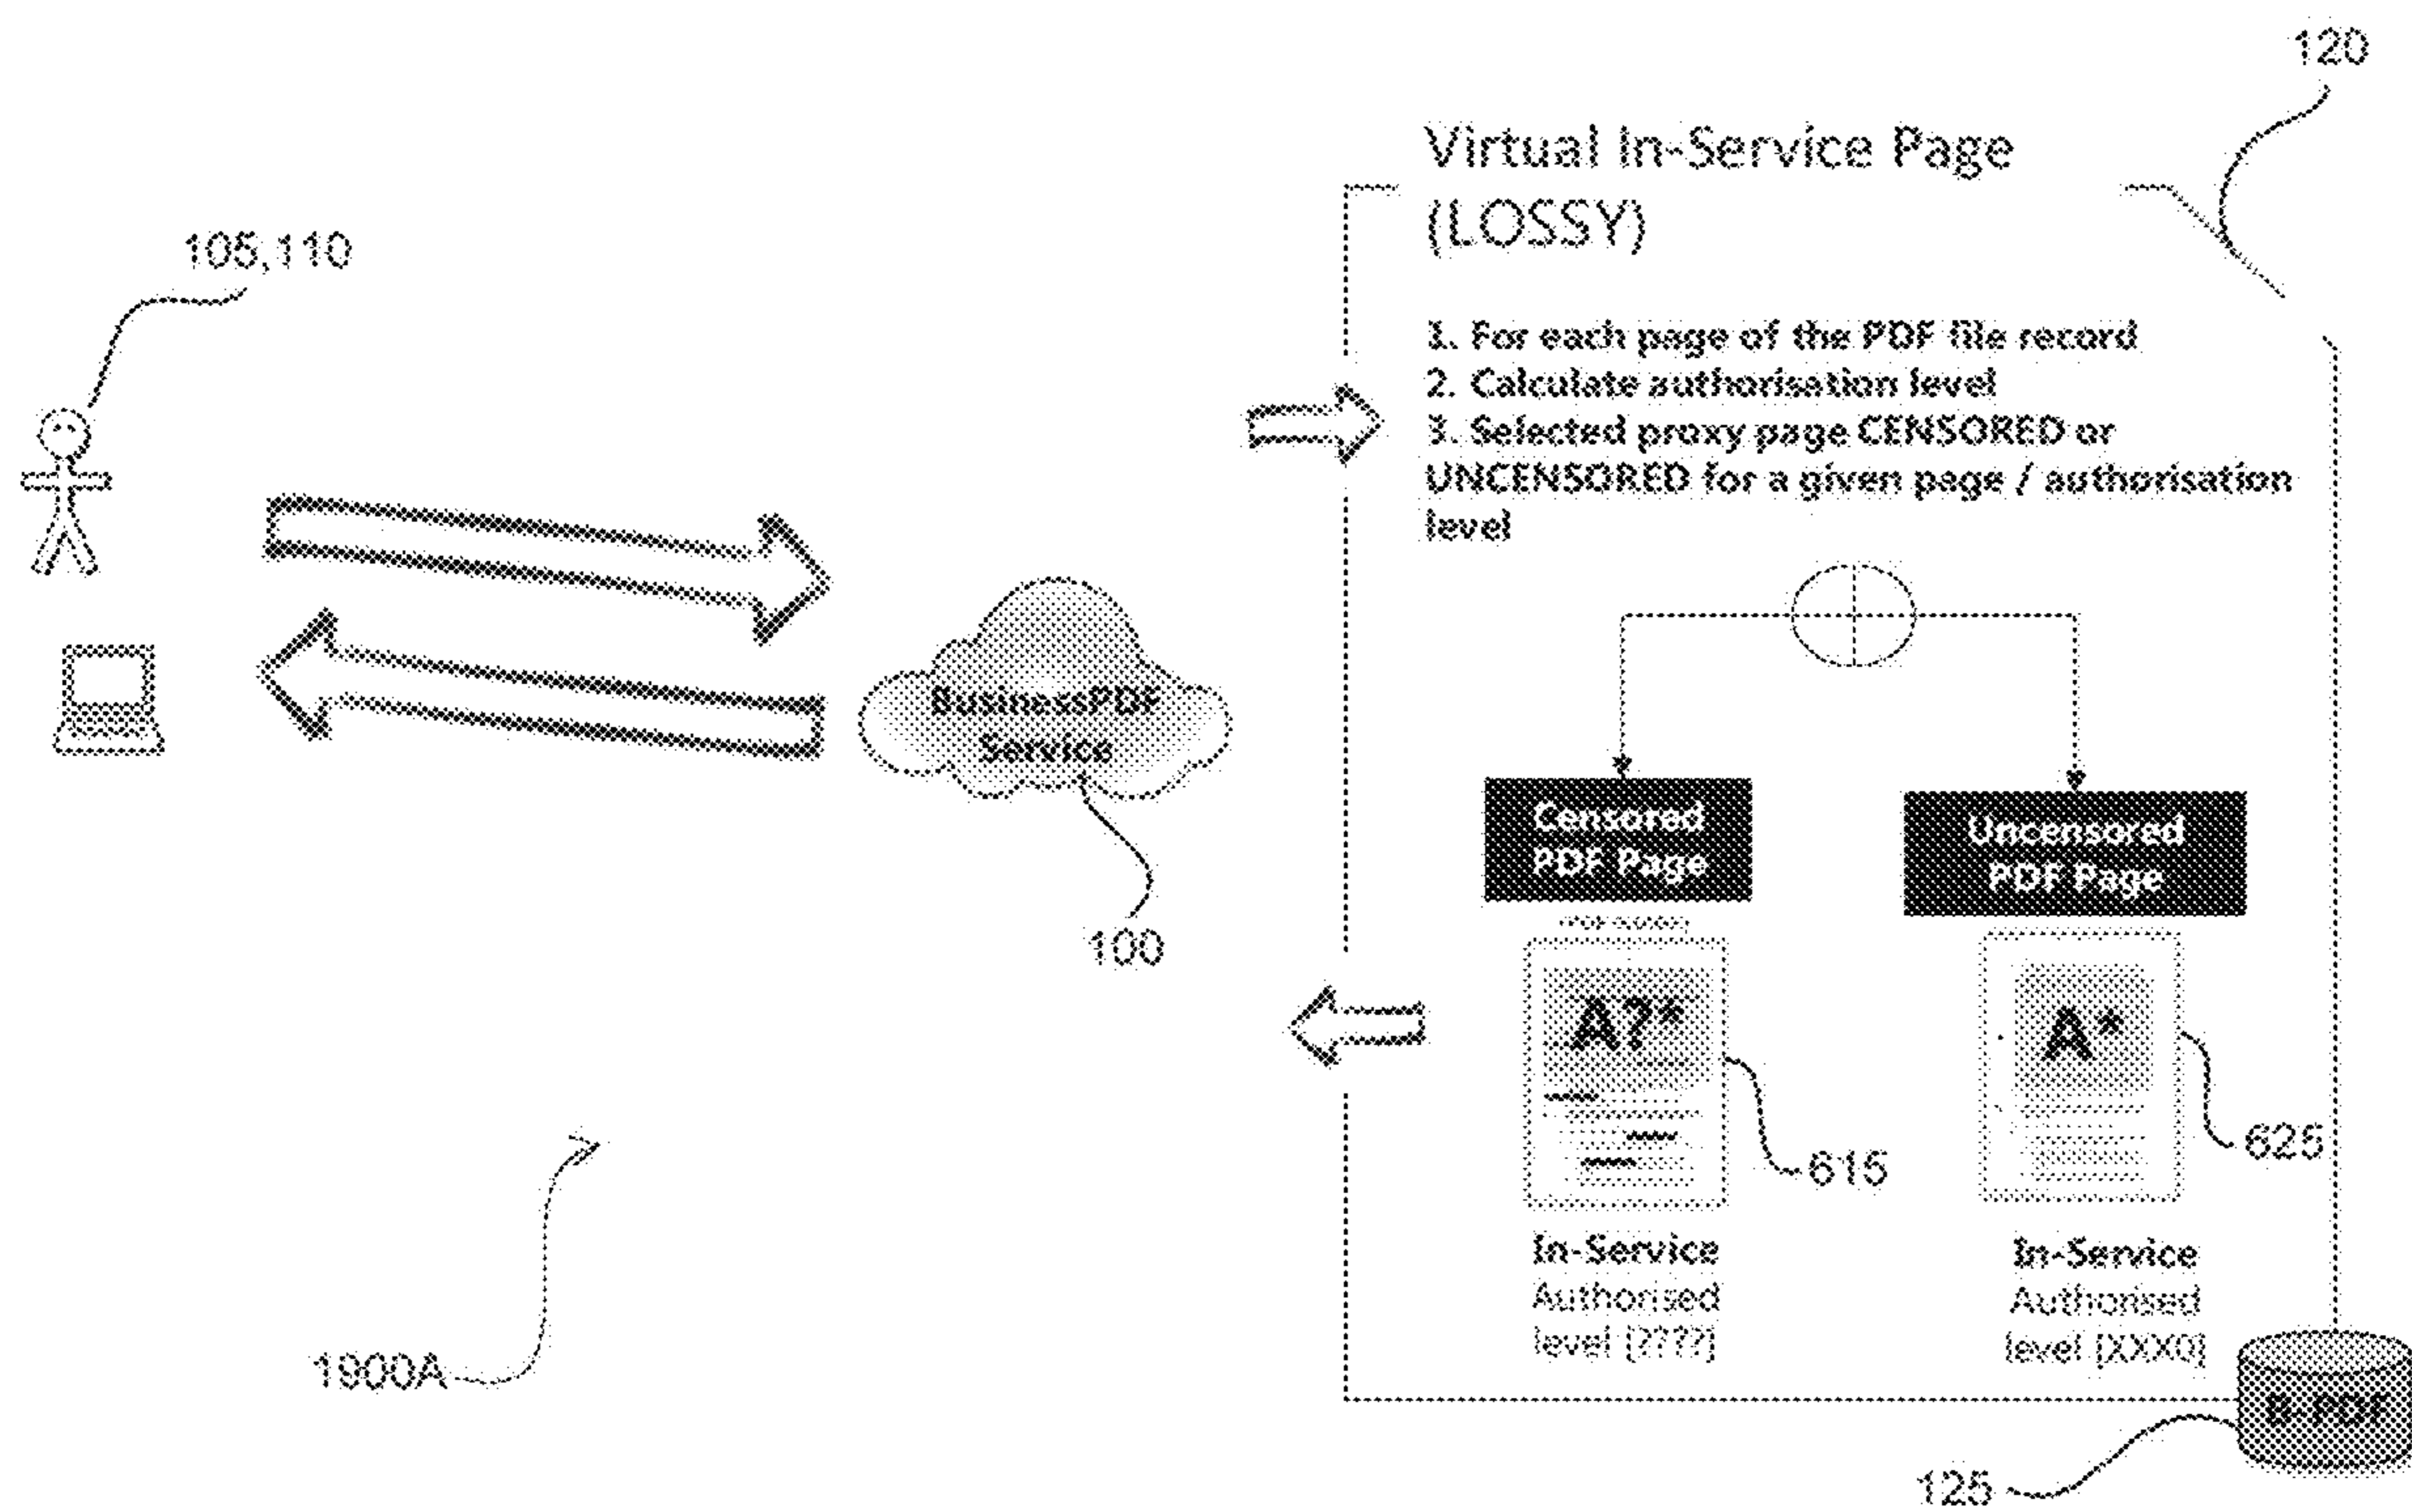 120
Virtual In-Service Page
(LOSSY)
105,110
1. For each page of the PDF file record
2. Calculate authorisation level
3. Selected proxy page CENSORED or
UNCENSORED for a given page / authorisation
level
BusinessPDF
Service
100
Censored
PDF Page
Uncensored
PDF Page
A?*
A*
615
625
In-Service
Authorised
level [????]
In-Service
Authorised
level [XXX0]
1900A
B-PDF
125